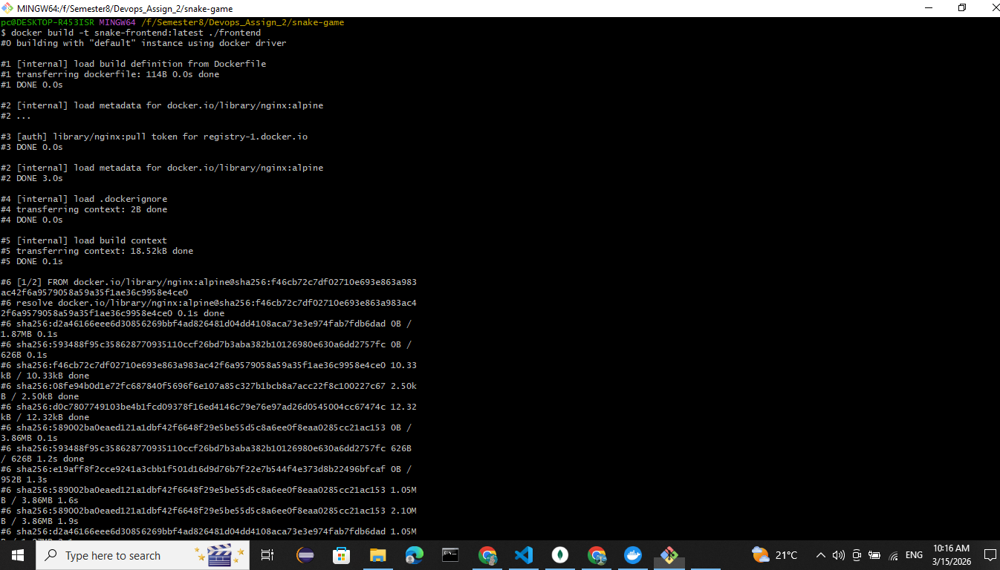 MINGW64:/f/Semester8/Devops_Assign_2/snake-game
pc@DESKTOP-R453ISR MINGW64 /f/Semester8/Devops_Assign_2/snake-game
$ docker build -t snake-frontend:latest ./frontend
#0 building with "default" instance using docker driver
#1 [internal] load build definition from Dockerfile
#1 transferring dockerfile: 114B 0.0s done
#1 DONE 0.0s
#2 [internal] load metadata for docker.io/library/nginx:alpine
#2 ...
#3 [auth] library/nginx:pull token for registry-1.docker.io
#3 DONE 0.0s
#2 [internal] load metadata for docker.io/library/nginx:alpine
#2 DONE 3.0s
#4 [internal] load .dockerignore
#4 transferring context: 2B done
#4 DONE 0.0s
#5 [internal] load build context
#5 transferring context: 18.52kB done
#5 DONE 0.1s
#6 [1/2] FROM docker.io/library/nginx:alpine@sha256:f46cb72c7df02710e693e863a983
ac42f6a9579058a59a35f1ae36c9958e4ce0
#6 resolve docker.io/library/nginx:alpine@sha256:f46cb72c7df02710e693e863a983ac4
2f6a9579058a59a35f1ae36c9958e4ce0 0.1s done
#6 sha256:d2a46166eee6d30856269bbf4ad826481d04dd4108aca73e3e974fab7fdb6dad 0B /
1.87MB 0.1s
#6 sha256:593488f95c358628770935110ccf26bd7b3aba382b10126980e630a6dd2757fc 0B /
626B 0.1s
#6 sha256:f46cb72c7df02710e693e863a983ac42f6a9579058a59a35f1ae36c9958e4ce0 10.33
kB / 10.33kB done
#6 sha256:08fe94b0d1e72fc687840f5696f6e107a85c327b1bcb8a7acc22f8c100227c67 2.50k
B / 2.50kB done
#6 sha256:d0c7807749103be4b1fcd09378f16ed4146c79e76e97ad26d0545004cc67474c 12.32
kB / 12.32kB done
#6 sha256:589002ba0eaed121a1dbf42f6648f29e5be55d5c8a6ee0f8eaa0285cc21ac153 0B /
3.86MB 0.1s
#6 sha256:593488f95c358628770935110ccf26bd7b3aba382b10126980e630a6dd2757fc 626B
/ 626B 1.2s done
#6 sha256:e19aff8f2cce9241a3cbb1f501d16d9d76b7f22e7b544f4e373d8b22496bfcaf 0B /
952B 1.3s
#6 sha256:589002ba0eaed121a1dbf42f6648f29e5be55d5c8a6ee0f8eaa0285cc21ac153 1.05M
B / 3.86MB 1.6s
#6 sha256:589002ba0eaed121a1dbf42f6648f29e5be55d5c8a6ee0f8eaa0285cc21ac153 2.10M
B / 3.86MB 1.9s
#6 sha256:d2a46166eee6d30856269bbf4ad826481d04dd4108aca73e3e974fab7fdb6dad 1.05M
Type here to search
21°C
ENG
10:16 AM
3/15/2026